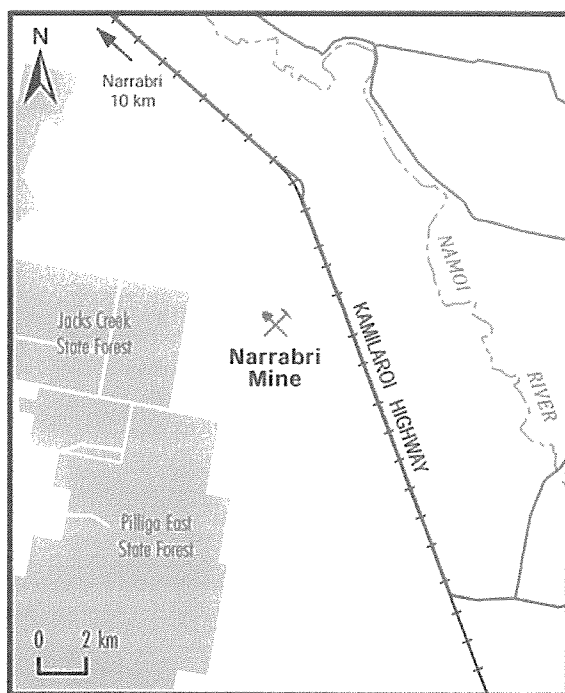 N
Narrabri
10 km
NAMOI
RIVER
Jacks Creek
State Forest
Narrabri
Mine
KAMILAROI HIGHWAY
Pilliga East
State Forest
0 2 km